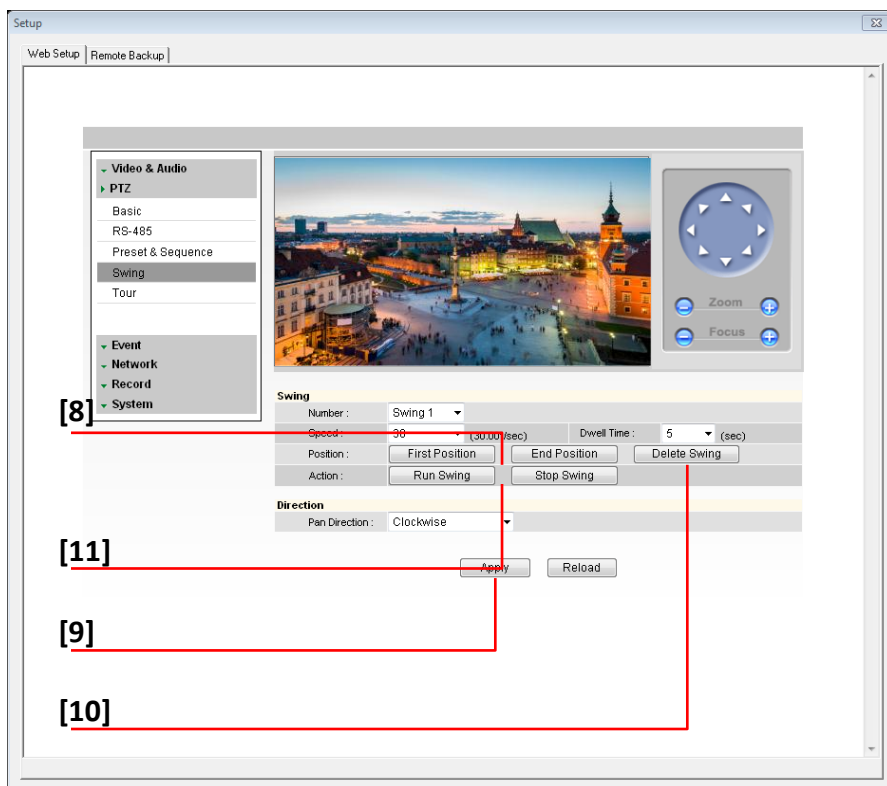 Setup
Web Setup Remote Backup
Video & Audio
PTZ
Basic
RS-485
Preset & Sequence
Swing
Tour
Event
Network
Record
System
Zoom
Focus
Swing
Number : Swing 1
[8]
Speed : 30 (30.00°/sec) Dwell Time : 5 (sec)
Position : First Position End Position Delete Swing
Action : Run Swing Stop Swing
Direction
Pan Direction : Clockwise
[11]
Apply Reload
[9]
[10]